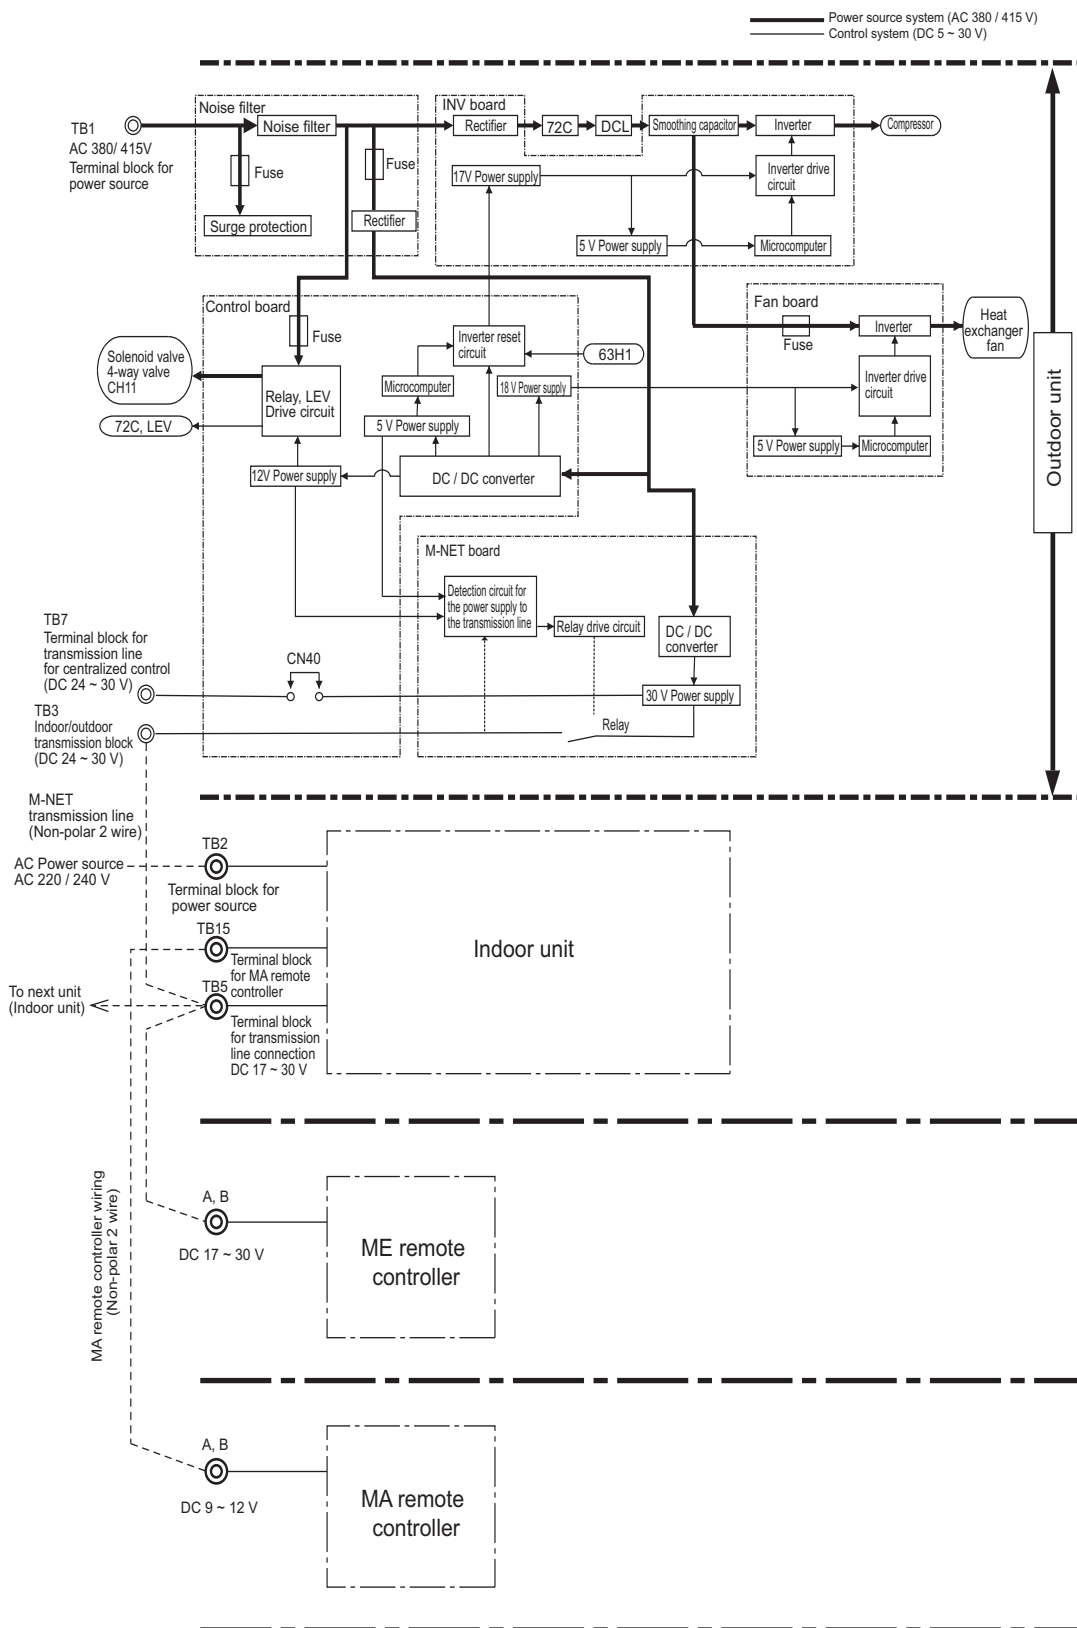 Power source system (AC 380 / 415 V)
Control system (DC 5 ~ 30 V)
Noise filter
TB1
AC 380/ 415V
Terminal block for
power source
Noise filter
Fuse
Fuse
Surge protection
Rectifier
INV board
Rectifier
72C
DCL
Smoothing capacitor
Inverter
Compressor
17V Power supply
Inverter drive
circuit
5 V Power supply
Microcomputer
Control board
Fuse
Solenoid valve
4-way valve
CH11
72C, LEV
Relay, LEV
Drive circuit
Inverter reset
circuit
63H1
Microcomputer
18 V Power supply
5 V Power supply
12V Power supply
DC / DC converter
Fan board
Fuse
Inverter
Heat
exchanger
fan
Inverter drive
circuit
5 V Power supply
Microcomputer
Outdoor unit
M-NET board
Detection circuit for
the power supply to
the transmission line
Relay drive circuit
DC / DC
converter
30 V Power supply
Relay
TB7
Terminal block for
transmission line
for centralized control
(DC 24 ~ 30 V)
CN40
TB3
Indoor/outdoor
transmission block
(DC 24 ~ 30 V)
M-NET
transmission line
(Non-polar 2 wire)
AC Power source
AC 220 / 240 V
TB2
Terminal block for
power source
TB15
Terminal block
for MA remote
controller
TB5
Terminal block
for transmission
line connection
DC 17 ~ 30 V
To next unit
(Indoor unit)
Indoor unit
MA remote controller wiring
(Non-polar 2 wire)
A, B
DC 17 ~ 30 V
ME remote
controller
A, B
DC 9 ~ 12 V
MA remote
controller